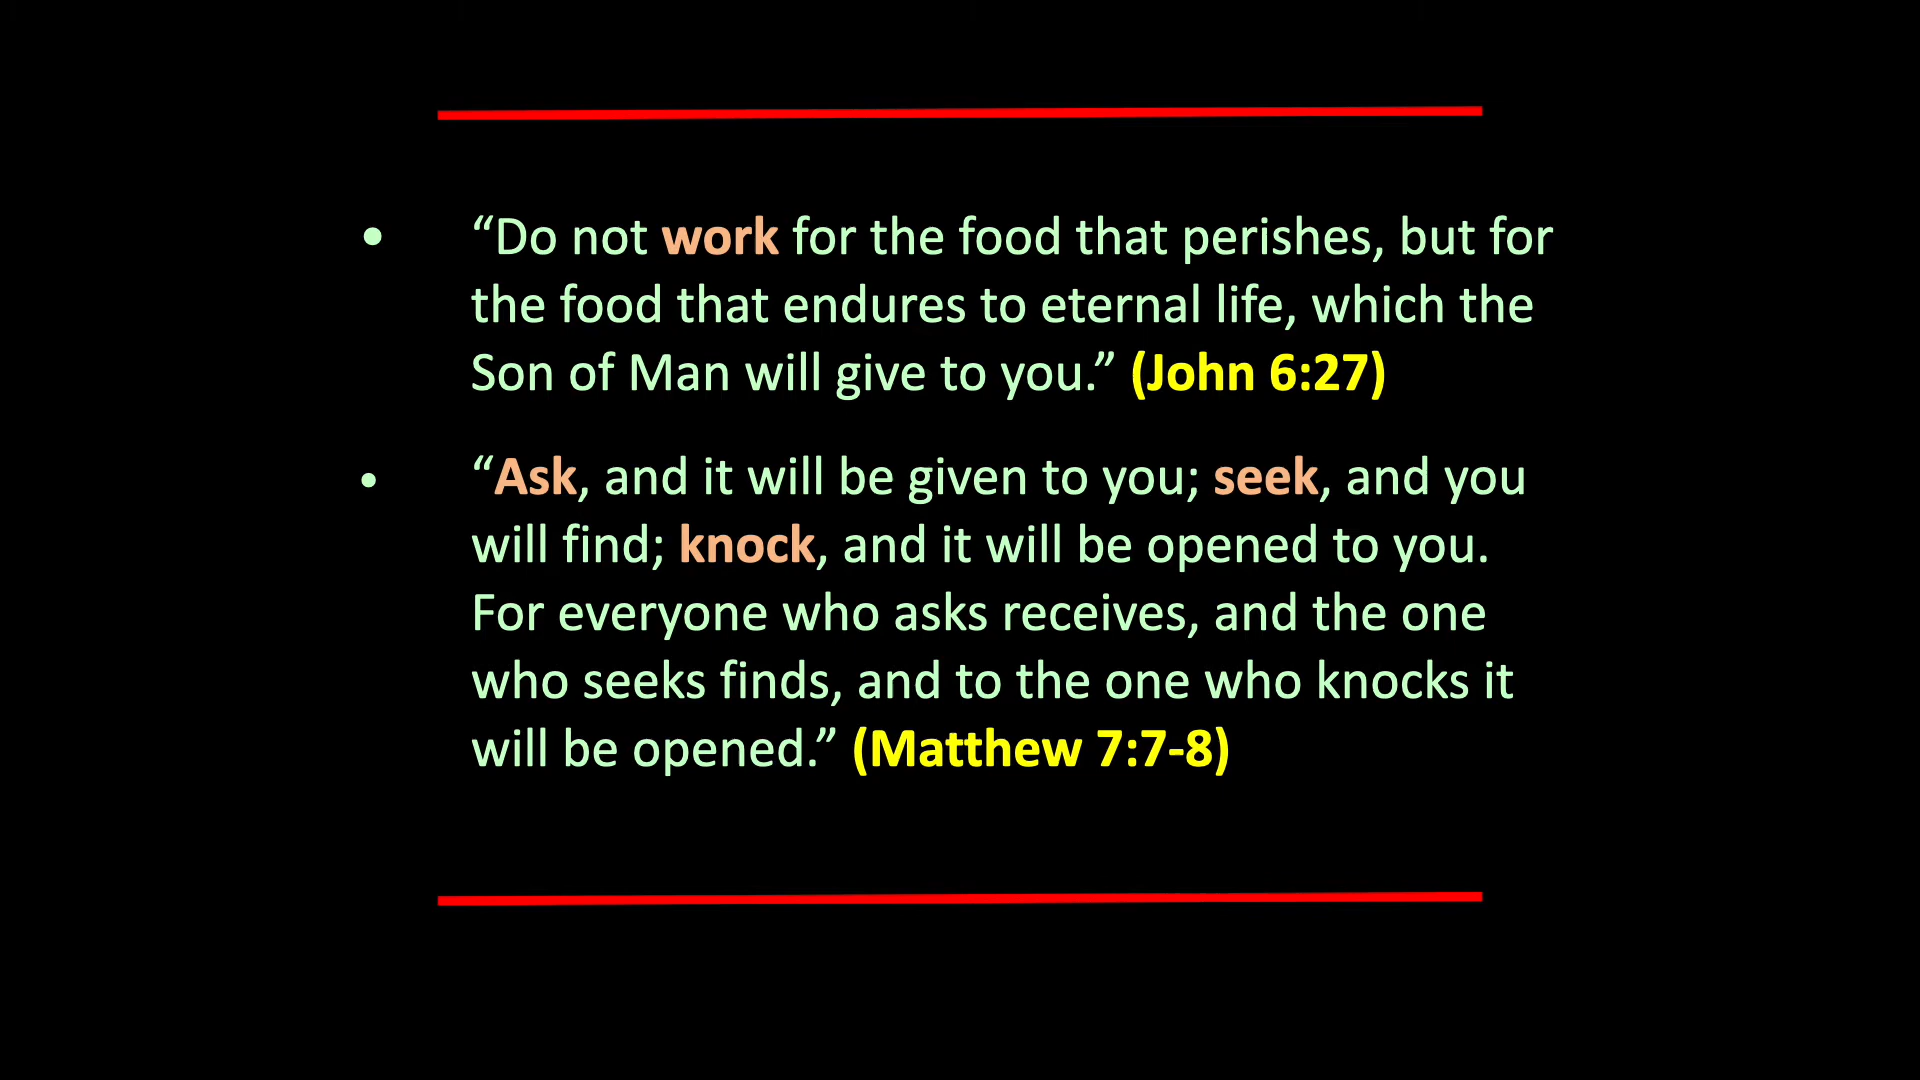 • “Do not work for the food that perishes, but for
the food that endures to eternal life, which the
Son of Man will give to you.” (John 6:27)
• “Ask, and it will be given to you; seek, and you
will find; knock, and it will be opened to you.
For everyone who asks receives, and the one
who seeks finds, and to the one who knocks it
will be opened.” (Matthew 7:7-8)